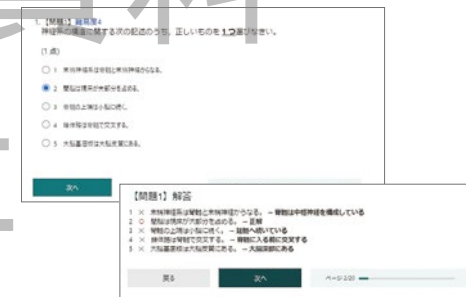 1. 【問題1】難易度4
神経系の構造に関する次の記述のうち、正しいものを1つ選びなさい。
(1 点)
1 末梢神経系は脊髄と末梢神経からなる。
2 間脳は視床が大部分を占める。
3 脊髄の上端は小脳に続く。
4 錐体路は脊髄で交叉する。
5 大脳基底核は大脳皮質にある。
次へ
【問題1】解答
1 × 末梢神経系は脊髄と末梢神経からなる。 – 脊髄は中枢神経を構成している
2 ○ 間脳は視床が大部分を占める。 – 正解
3 × 脊髄の上端は小脳に続く。 – 延髄へ続いている
4 × 錐体路は脊髄で交叉する。 – 脊髄に入る前に交叉する
5 × 大脳基底核は大脳皮質にある。 – 大脳深部にある
戻る
次へ
ページ 2/20